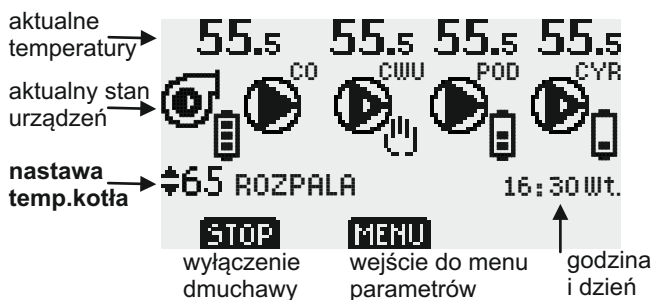 aktualne
temperatury
55.5 55.5 55.5 55.5
aktualny stan
urządzeń
CO CWU POD CYR
nastawa
temp.kotła
65 ROZPALA 16:30 Wt.
STOP MENU
wyłączenie
dmuchawy
wejście do menu
parametrów
godzina
i dzień